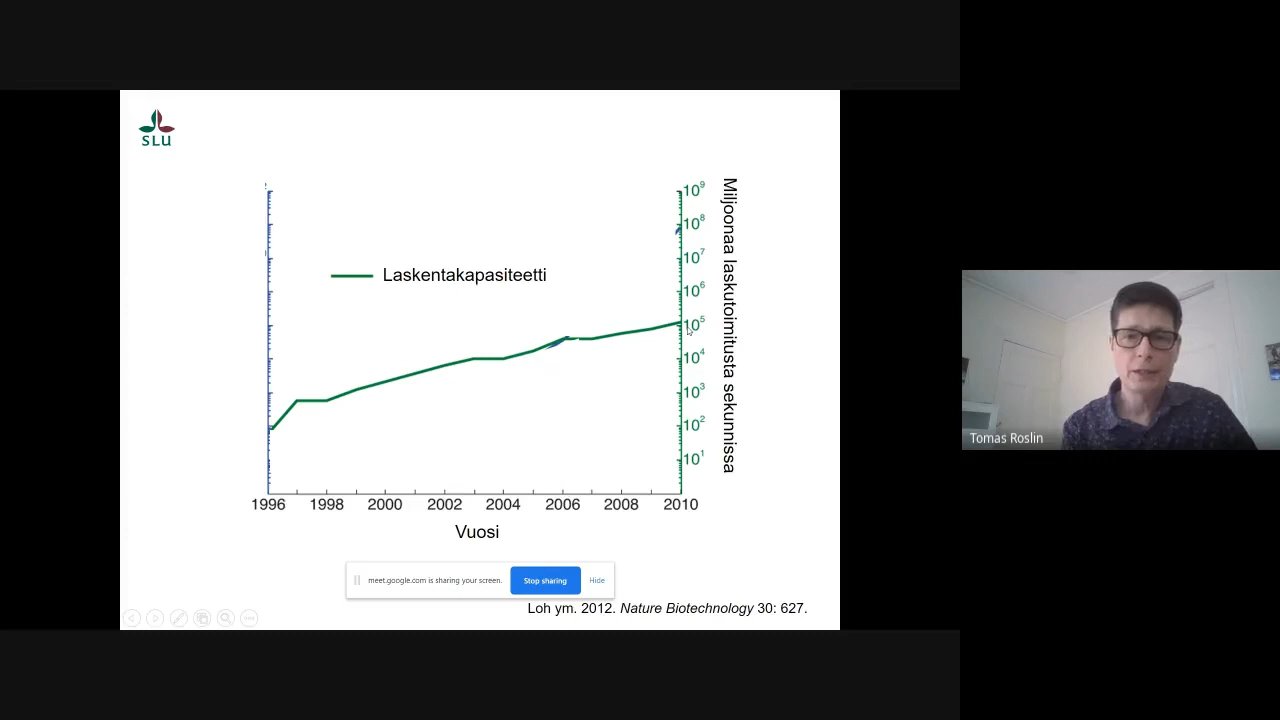 SLU
Laskentakapasiteetti
10⁹
10⁸
10⁷
10⁶
10⁵
10⁴
10³
10²
10¹
Miljoonaa laskutoimitusta sekunnissa
1996 1998 2000 2002 2004 2006 2008 2010
Vuosi
meet.google.com is sharing your screen. Stop sharing Hide
Loh ym. 2012. Nature Biotechnology 30: 627.
Tomas Roslin